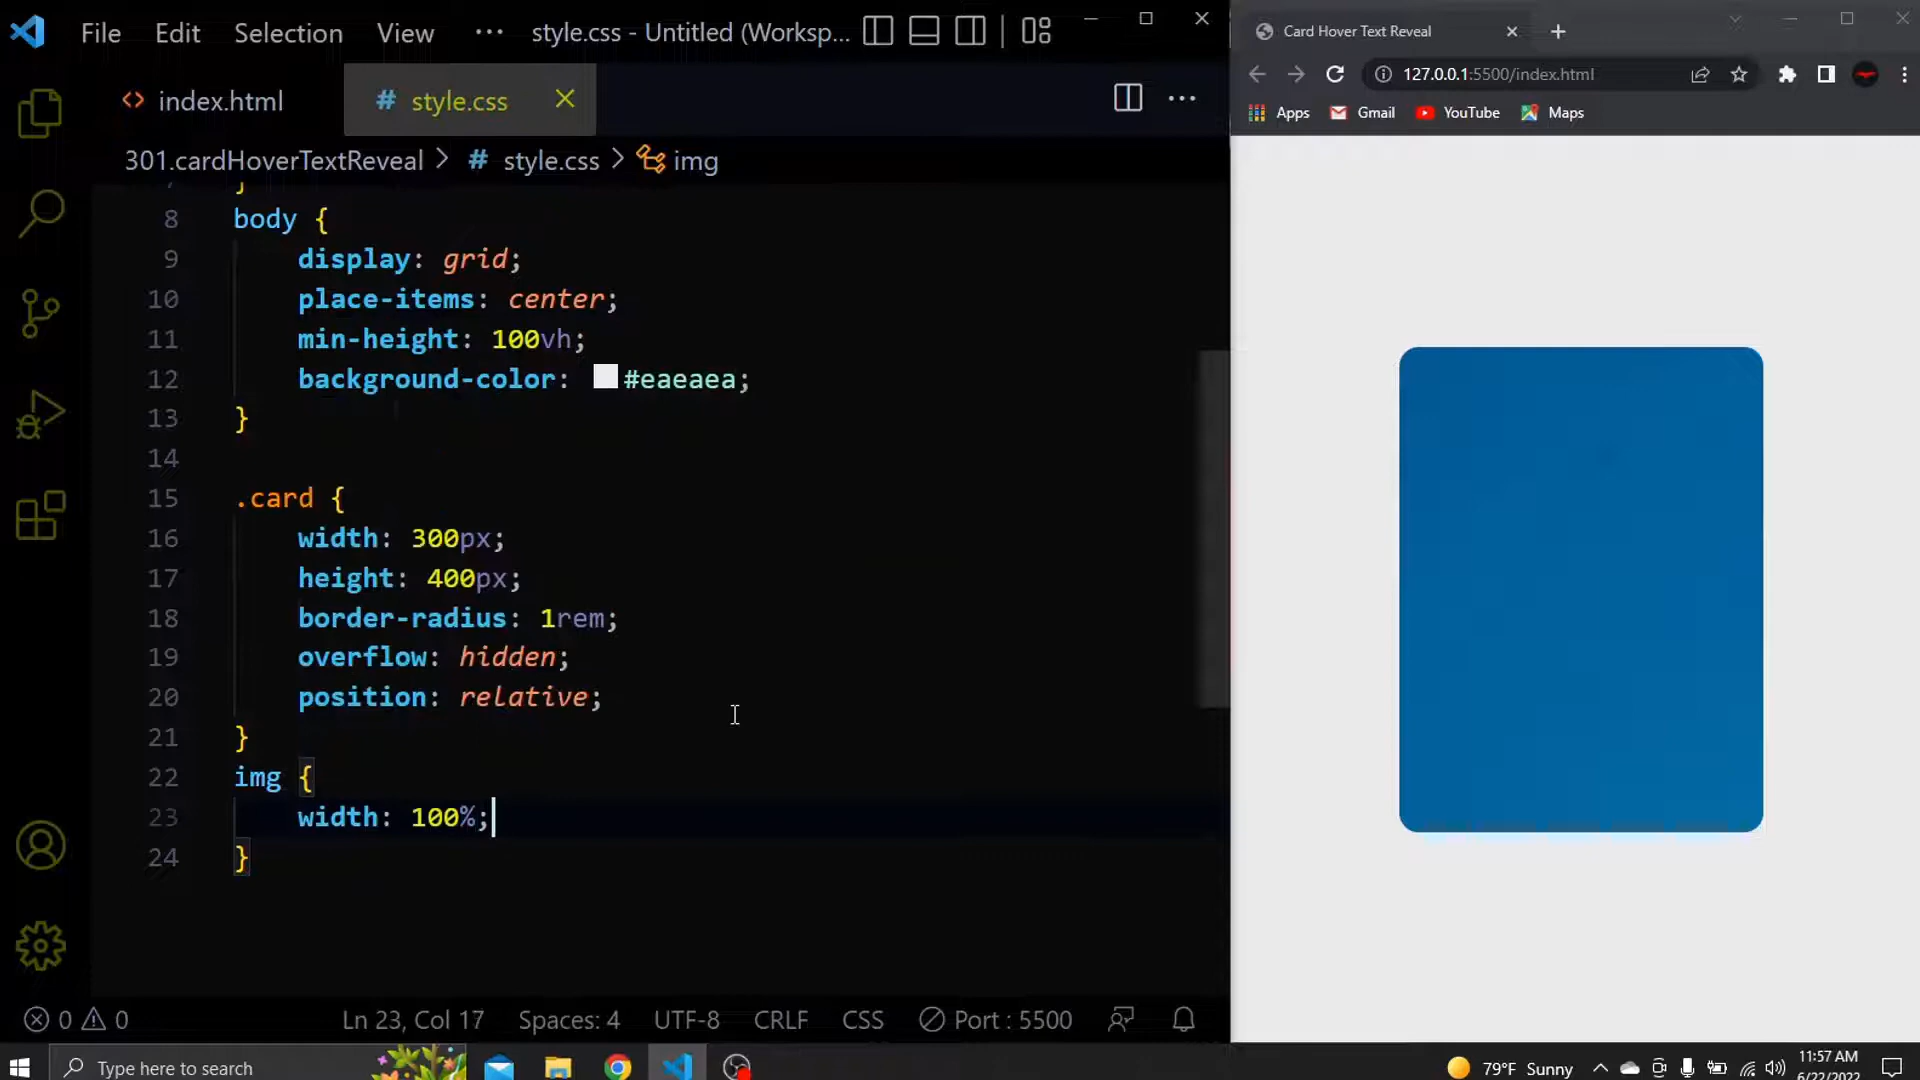 File Edit Selection View ··· style.css - Untitled (Worksp...
index.html # style.css
301.cardHoverTextReveal > # style.css > img
}
8 body {
9 display: grid;
10 place-items: center;
11 min-height: 100vh;
12 background-color: #eaeaea;
13 }
14
15 .card {
16 width: 300px;
17 height: 400px;
18 border-radius: 1rem;
19 overflow: hidden;
20 position: relative;
21 }
22 img {
23 width: 100%;
24 }
0 0 Ln 23, Col 17 Spaces: 4 UTF-8 CRLF CSS Port : 5500
Card Hover Text Reveal
127.0.0.1:5500/index.html
Apps Gmail YouTube Maps
Type here to search
79°F Sunny
11:57 AM
6/22/2022